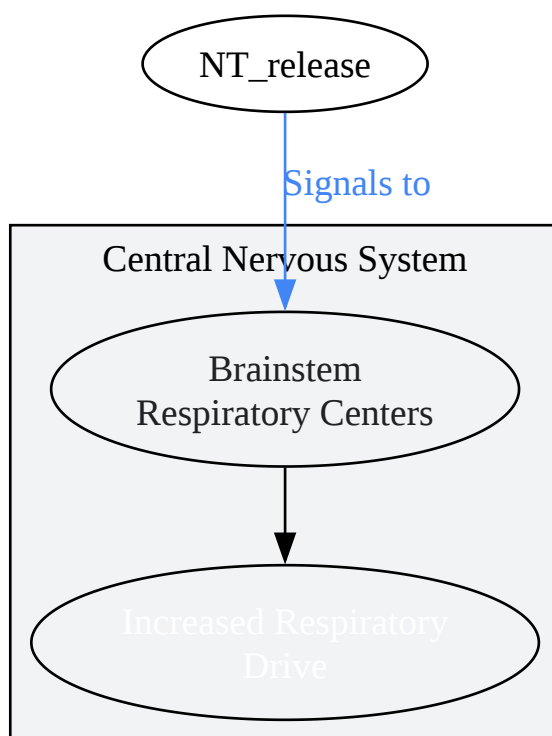 NT_release
Signals to
Central Nervous System
Brainstem
Respiratory Centers
Increased Respiratory
Drive